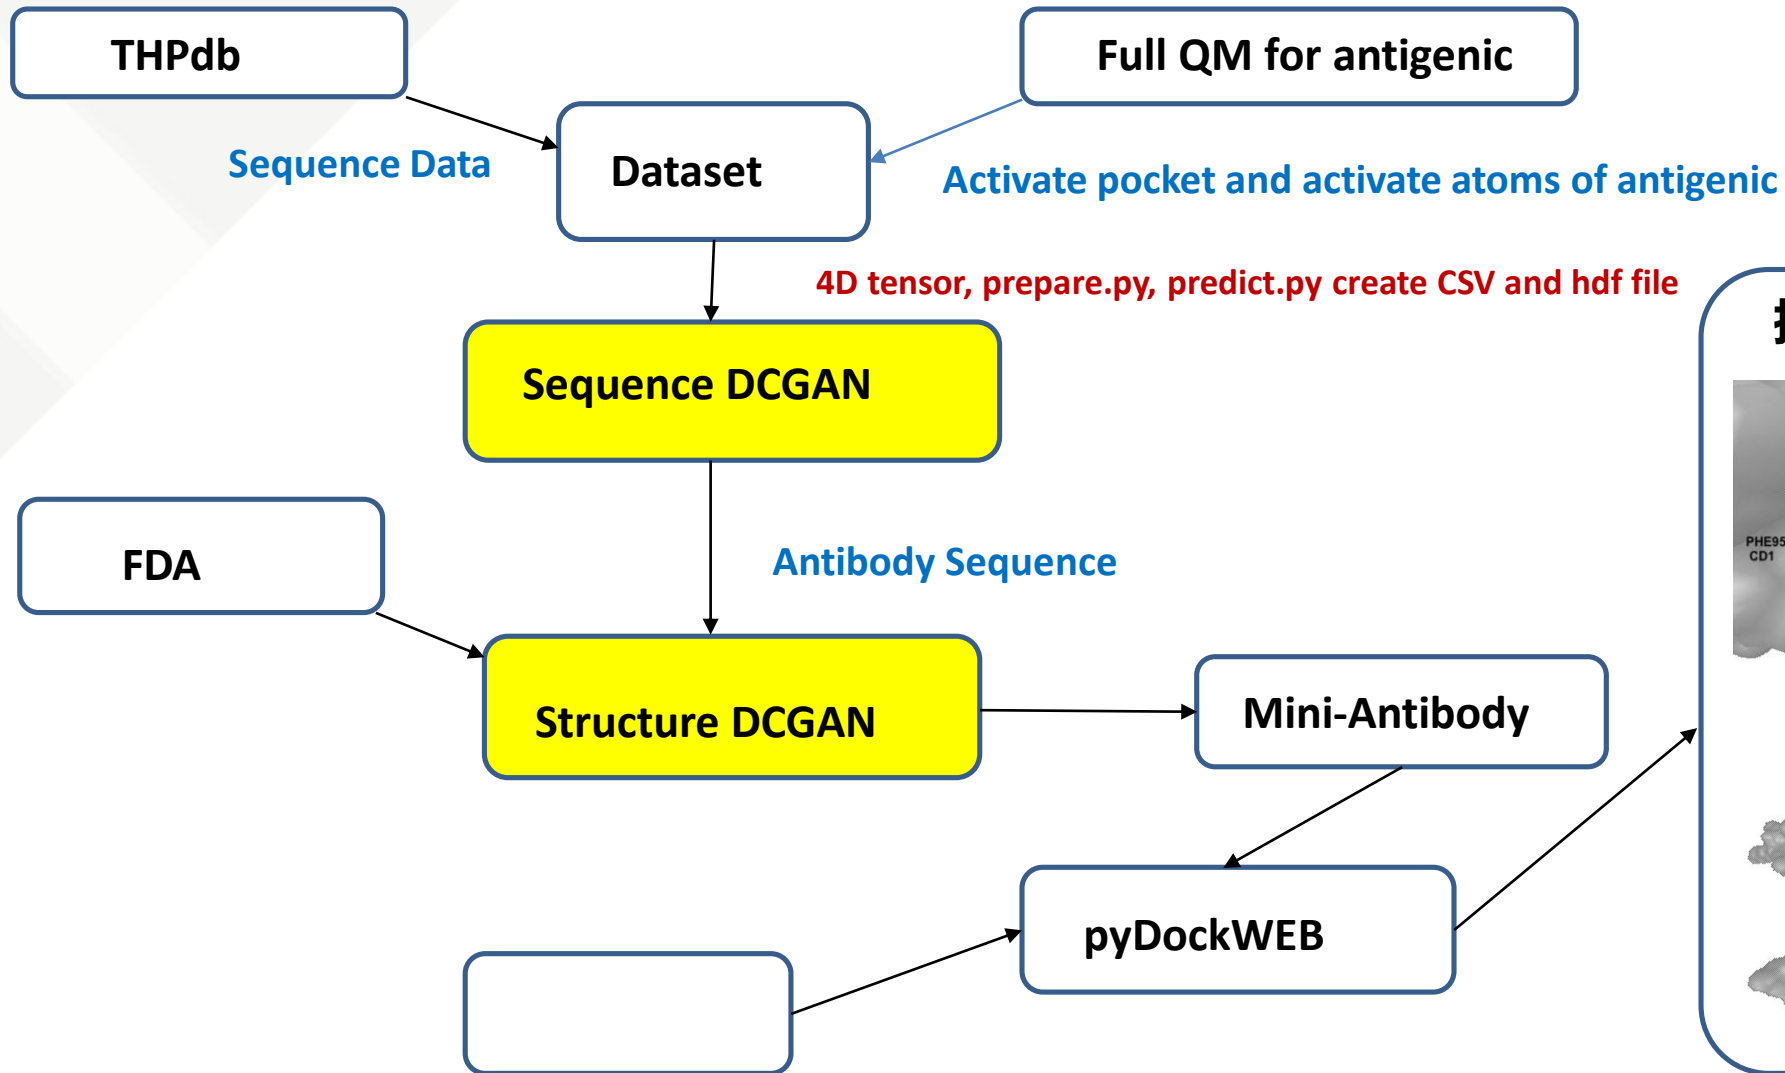 THPdb
Full QM for antigenic
Sequence Data
Dataset
Activate pocket and activate atoms of antigenic
4D tensor, prepare.py, predict.py create CSV and hdf file
Sequence DCGAN
PHE95
CD1
FDA
Antibody Sequence
Structure DCGAN
Mini-Antibody
pyDockWEB